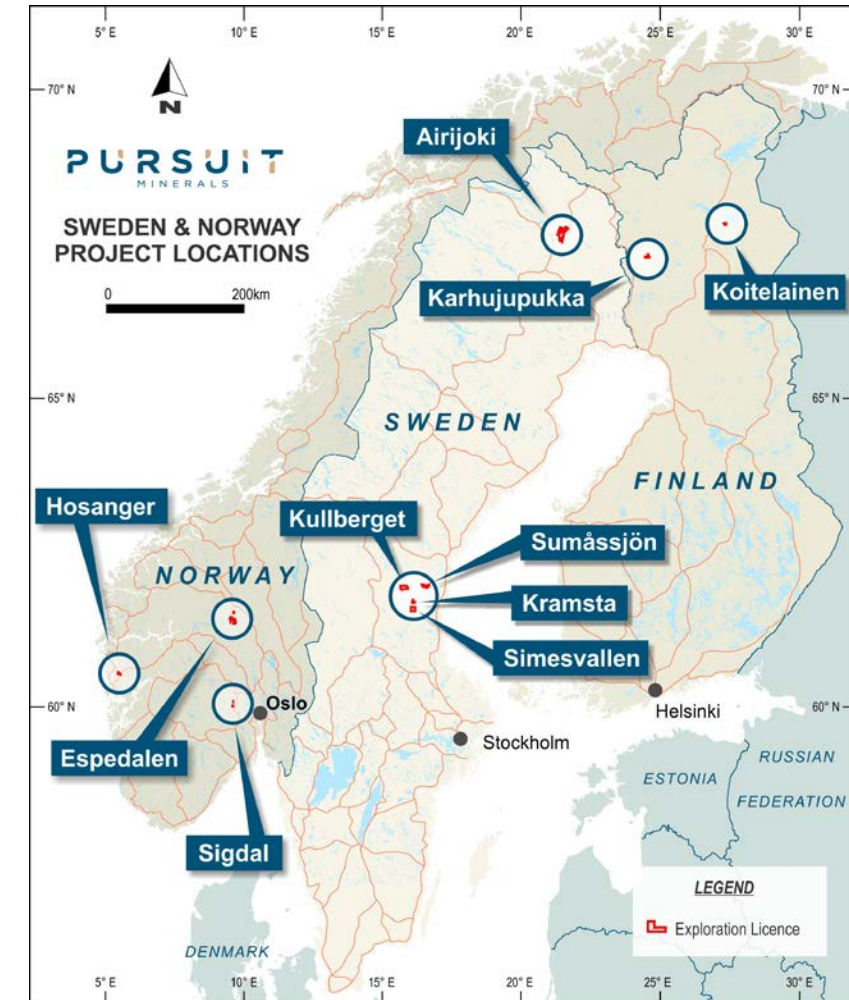 5° E 10° E 15° E 20° E 25° E 30° E
70° N
70° N
N
PURSUIT
MINERALS
SWEDEN & NORWAY
PROJECT LOCATIONS
0 200km
Airijoki
Karhujupukka
Koitelainen
65° N
65° N
SWEDEN
FINLAND
Hosanger
Kullberget
Sumåssjön
NORWAY
Kramsta
Simesvallen
60° N
60° N
Oslo
Helsinki
Espedalen
Stockholm
RUSSIAN
FEDERATION
ESTONIA
Sigdal
LEGEND
Exploration Licence
DENMARK
5° E 10° E 15° E 20° E 25° E 30° E